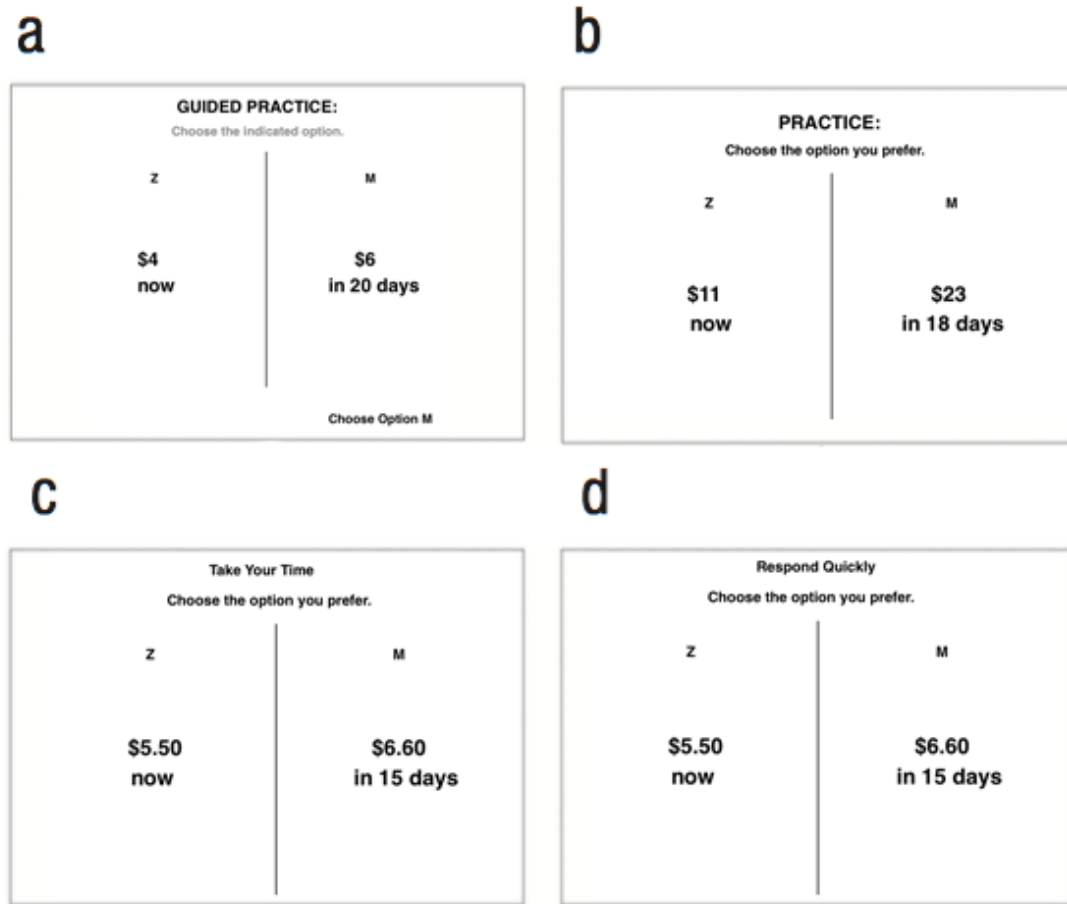 a
GUIDED PRACTICE:
Choose the indicated option.
Z M
$4 $6
now in 20 days
Choose Option M
b
PRACTICE:
Choose the option you prefer.
Z M
$11 $23
now in 18 days
c
Take Your Time
Choose the option you prefer.
Z M
$5.50 $6.60
now in 15 days
d
Respond Quickly
Choose the option you prefer.
Z M
$5.50 $6.60
now in 15 days